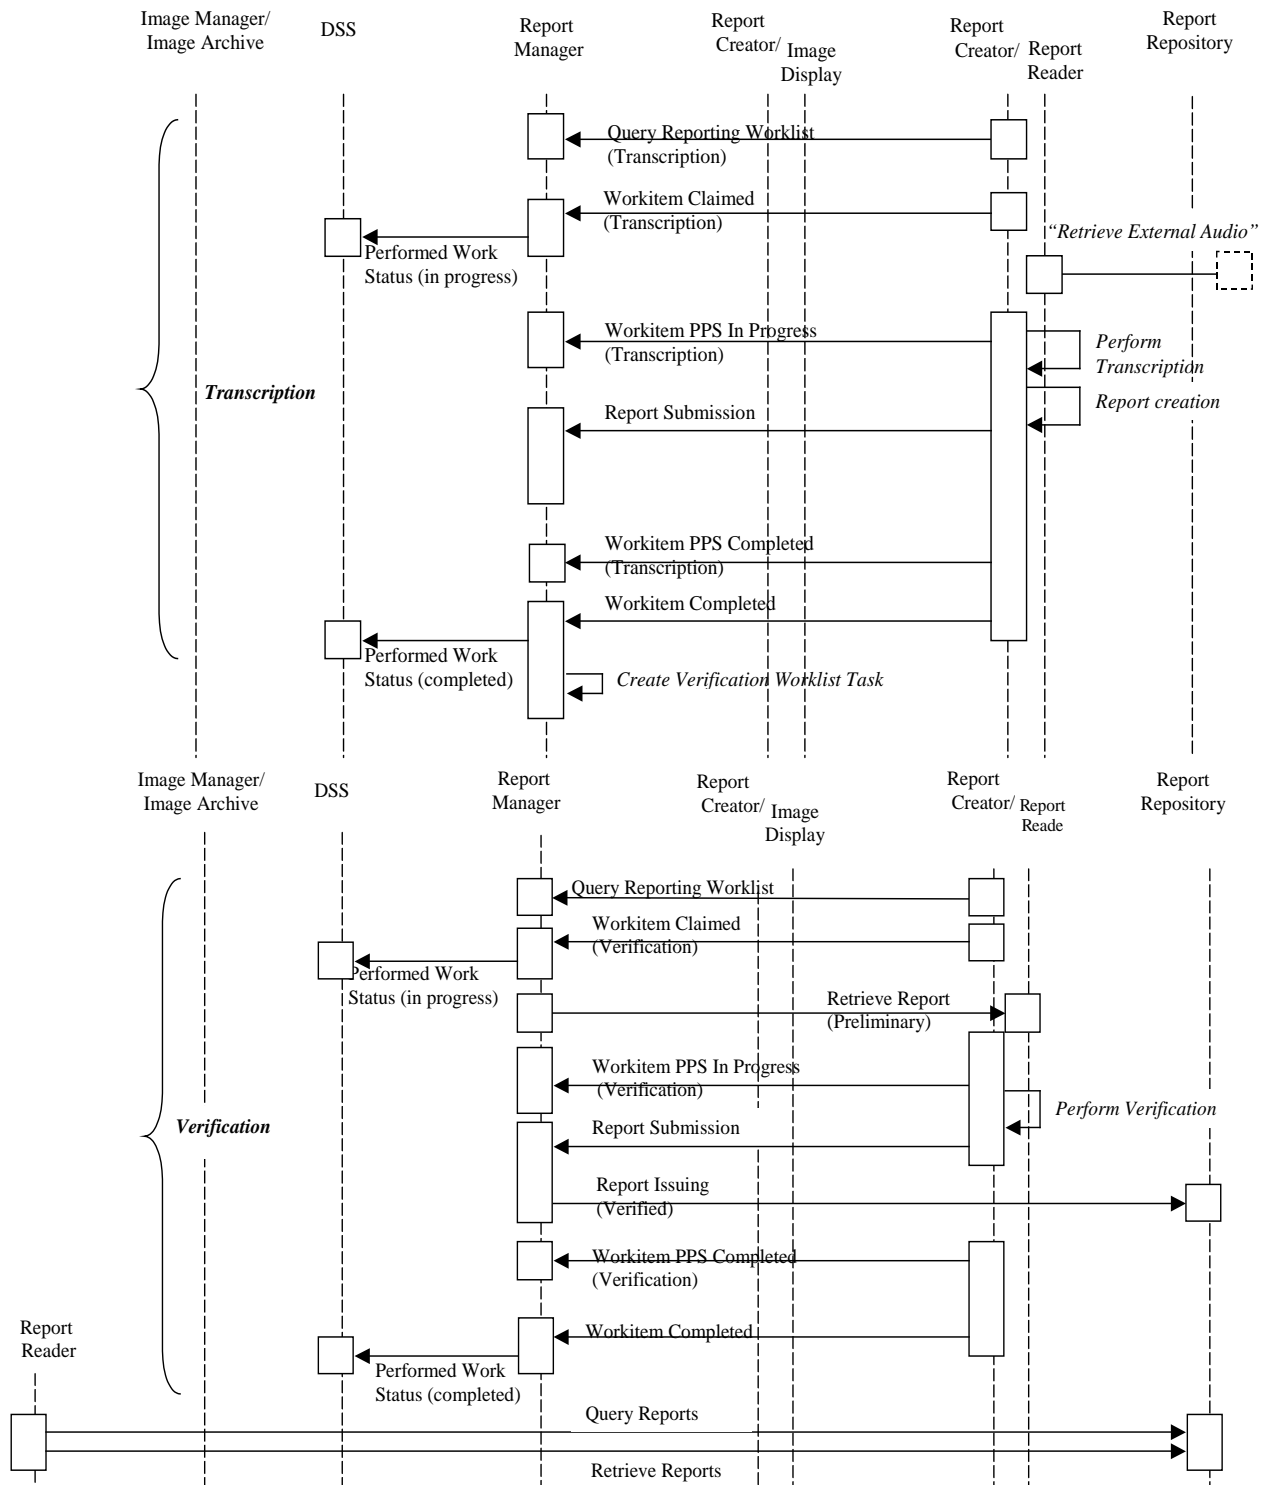 Image Manager/
Image Archive
DSS
Report
Manager
Report
Creator/
Image
Display
Report
Creator/
Report
Reader
Report
Repository
Query Reporting Worklist
(Transcription)
Workitem Claimed
(Transcription)
Performed Work
Status (in progress)
“Retrieve External Audio”
Workitem PPS In Progress
(Transcription)
Perform
Transcription
Transcription
Report creation
Report Submission
Workitem PPS Completed
(Transcription)
Workitem Completed
Performed Work
Status (completed)
Create Verification Worklist Task
Image Manager/
Image Archive
DSS
Report
Manager
Report
Creator/
Image
Display
Report
Creator/
Report
Reade
Report
Repository
Query Reporting Worklist
Workitem Claimed
(Verification)
Performed Work
Status (in progress)
Retrieve Report
(Preliminary)
Workitem PPS In Progress
(Verification)
Perform Verification
Verification
Report Submission
Report Issuing
(Verified)
Workitem PPS Completed
(Verification)
Report
Reader
Workitem Completed
Performed Work
Status (completed)
Query Reports
Retrieve Reports